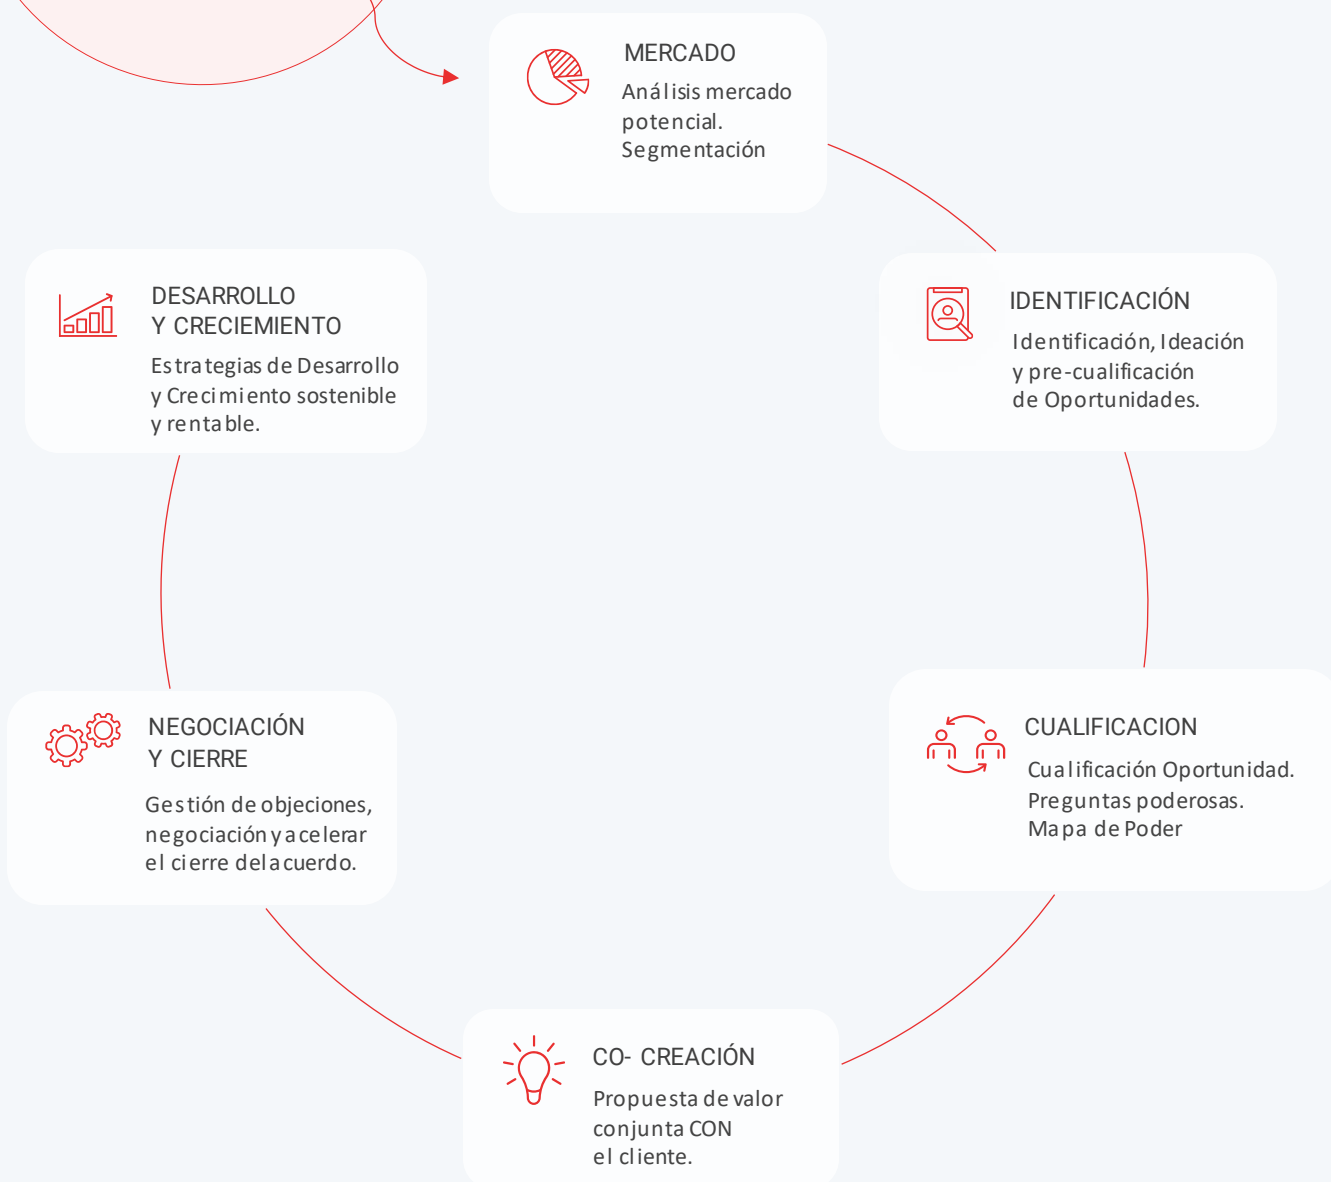 MERCADO
Análisis mercado
potencial.
Segmentación
IDENTIFICACIÓN
Identificación, Ideación
y pre-cualificación
de Oportunidades.
CUALIFICACION
Cualificación Oportunidad.
Preguntas poderosas.
Mapa de Poder
CO- CREACIÓN
Propuesta de valor
conjunta CON
el cliente.
NEGOCIACIÓN
Y CIERRE
Gestión de objeciones,
negociación y acelerar
el cierre del acuerdo.
DESARROLLO
Y CRECIEMIENTO
Estrategias de Desarrollo
y Crecimiento sostenible
y rentable.